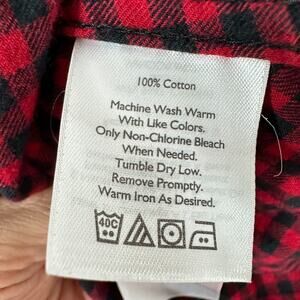 100% Cotton
Machine Wash Warm
With Like Colors.
Only Non-Chlorine Bleach
When Needed.
Tumble Dry Low.
Remove Promptly.
Warm Iron As Desired.
40C